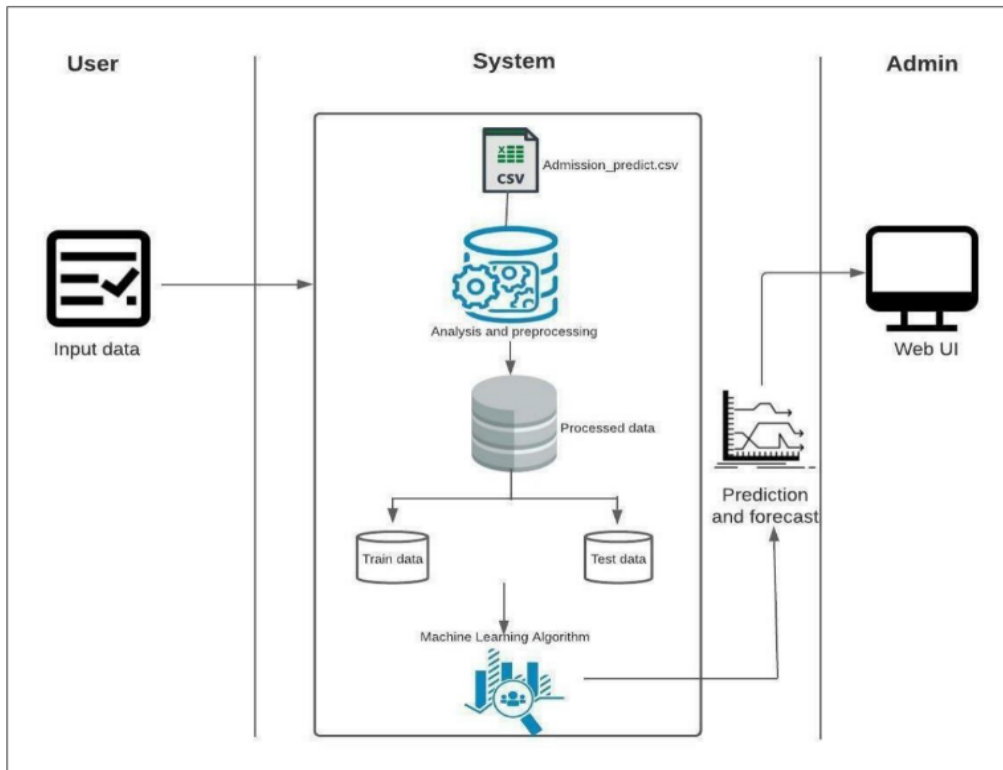 User
System
Admin
CSV
Admission_predict.csv
Analysis and preprocessing
Input data
Web UI
Processed data
Train data
Test data
Prediction
and forecast
Machine Learning Algorithm